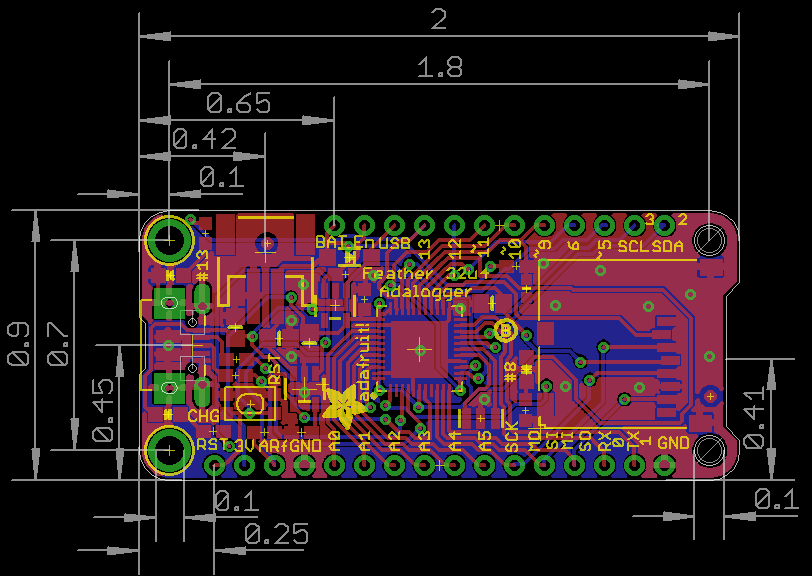 2
1.8
0.65
0.42
0.1
3 2
BAT En USB 13 12 ~11 ~10 ~9 6 ~5 SCL SDA
#13
Feather 32u4
Adalogger
0.9
0.7
0.45
0.41
adafruit!
B
RST
#8
CHG
RST 3V ARf GND A0 A1 A2 A3 A4 A5 SCK MO SI MI SO RX 0 TX 1 GND
0.1
0.25
0.1